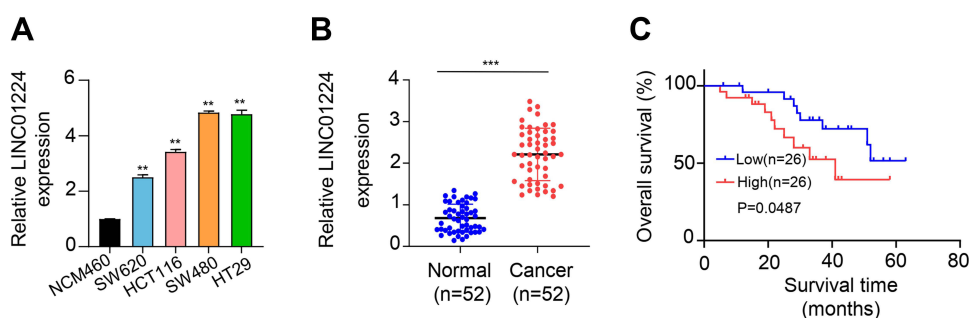 A
Relative LINC01224
expression
6
4
2
0
**
**
**
**
NCM460
SW620
HCT116
SW480
HT29
B
Relative LINC01224
expression
4
3
2
1
0
***
Normal
(n=52)
Cancer
(n=52)
C
Overall survival (%)
100
50
0
Low(n=26)
High(n=26)
P=0.0487
0
20
40
60
80
Survival time
(months)